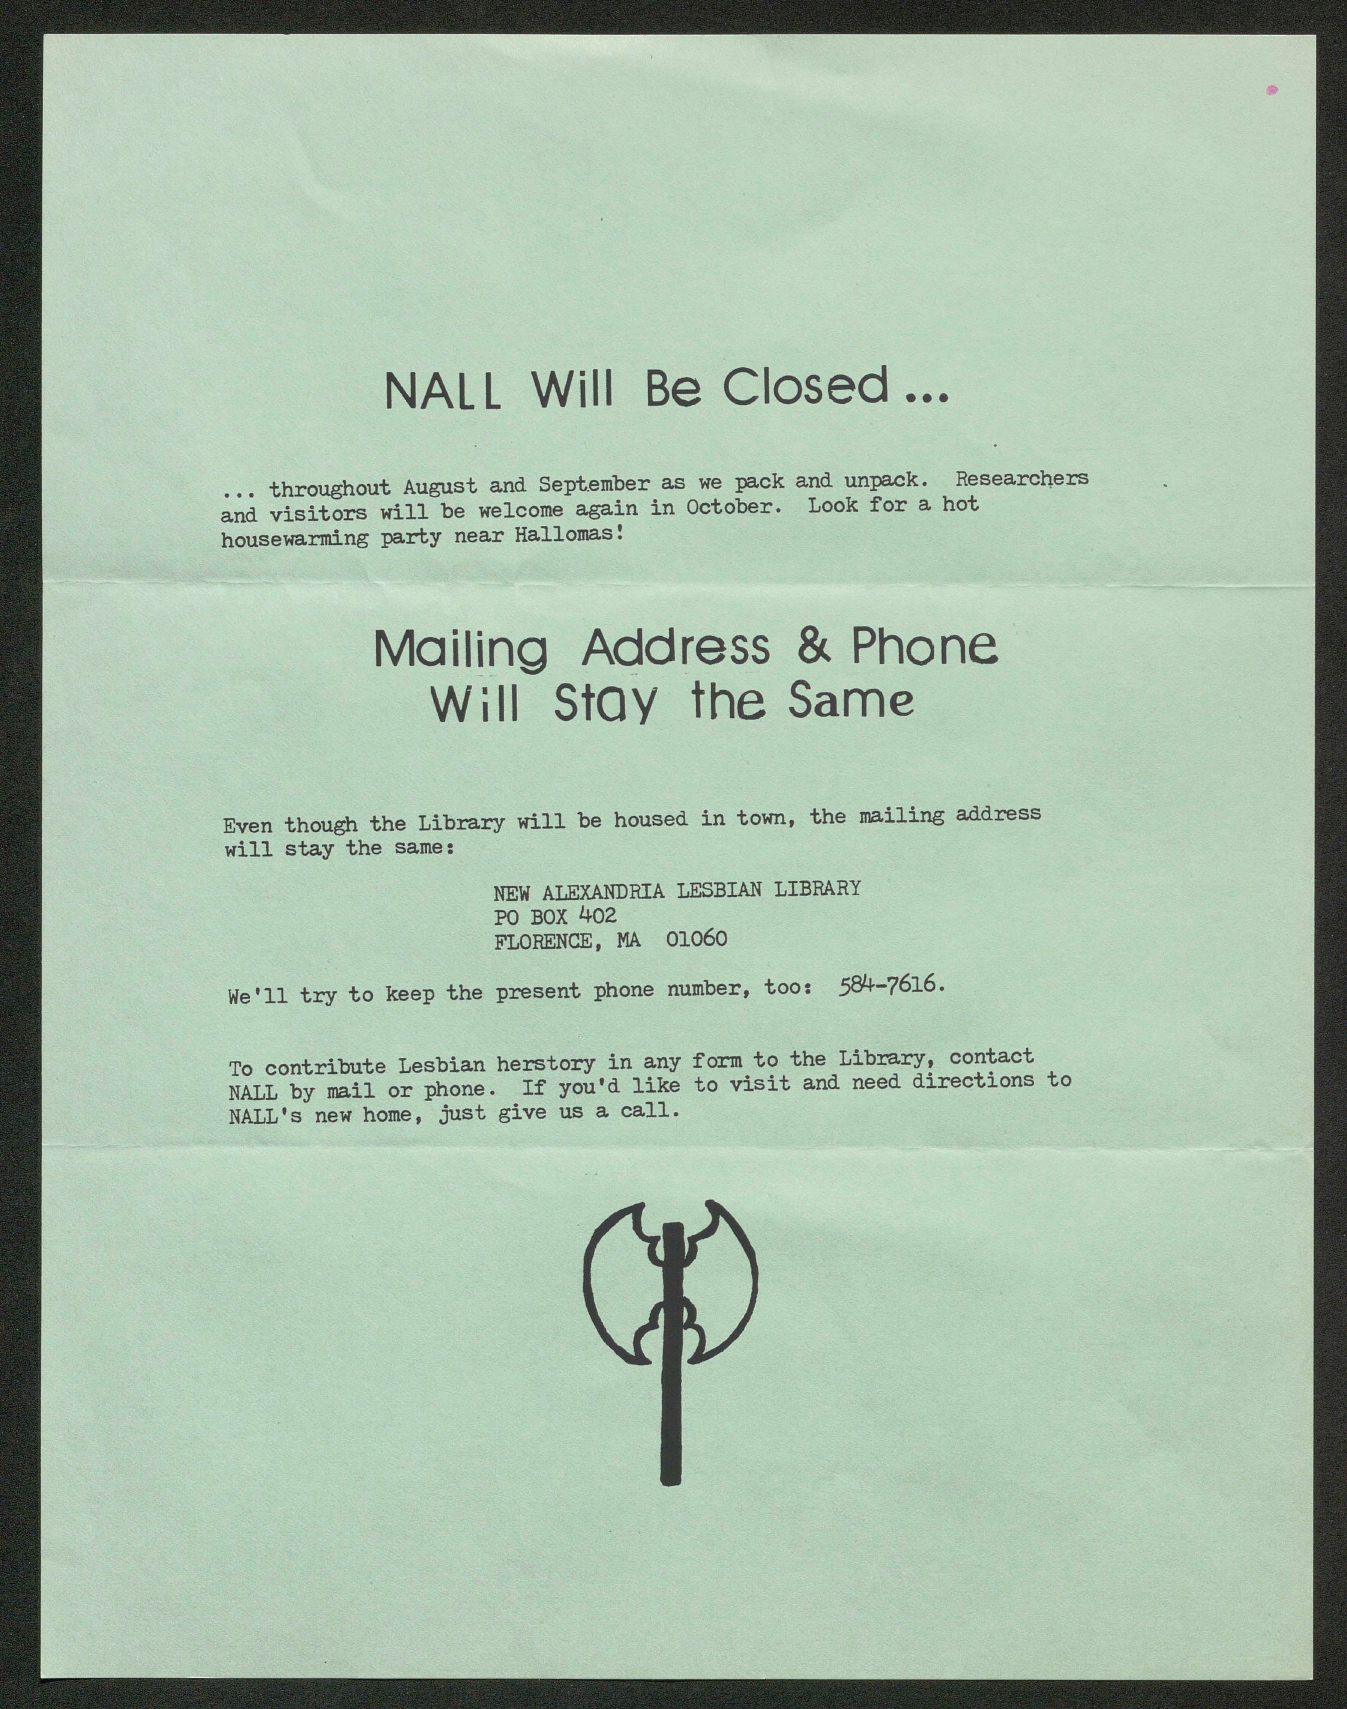 NALL Will Be Closed ...
... throughout August and September as we pack and unpack. Researchers
and visitors will be welcome again in October. Look for a hot
housewarming party near Hallomas!
Mailing Address & Phone
Will Stay the Same
Even though the Library will be housed in town, the mailing address
will stay the same:
NEW ALEXANDRIA LESBIAN LIBRARY
PO BOX 402
FLORENCE, MA 01060
We'll try to keep the present phone number, too: 584-7616.
To contribute Lesbian herstory in any form to the Library, contact
NALL by mail or phone. If you'd like to visit and need directions to
NALL's new home, just give us a call.